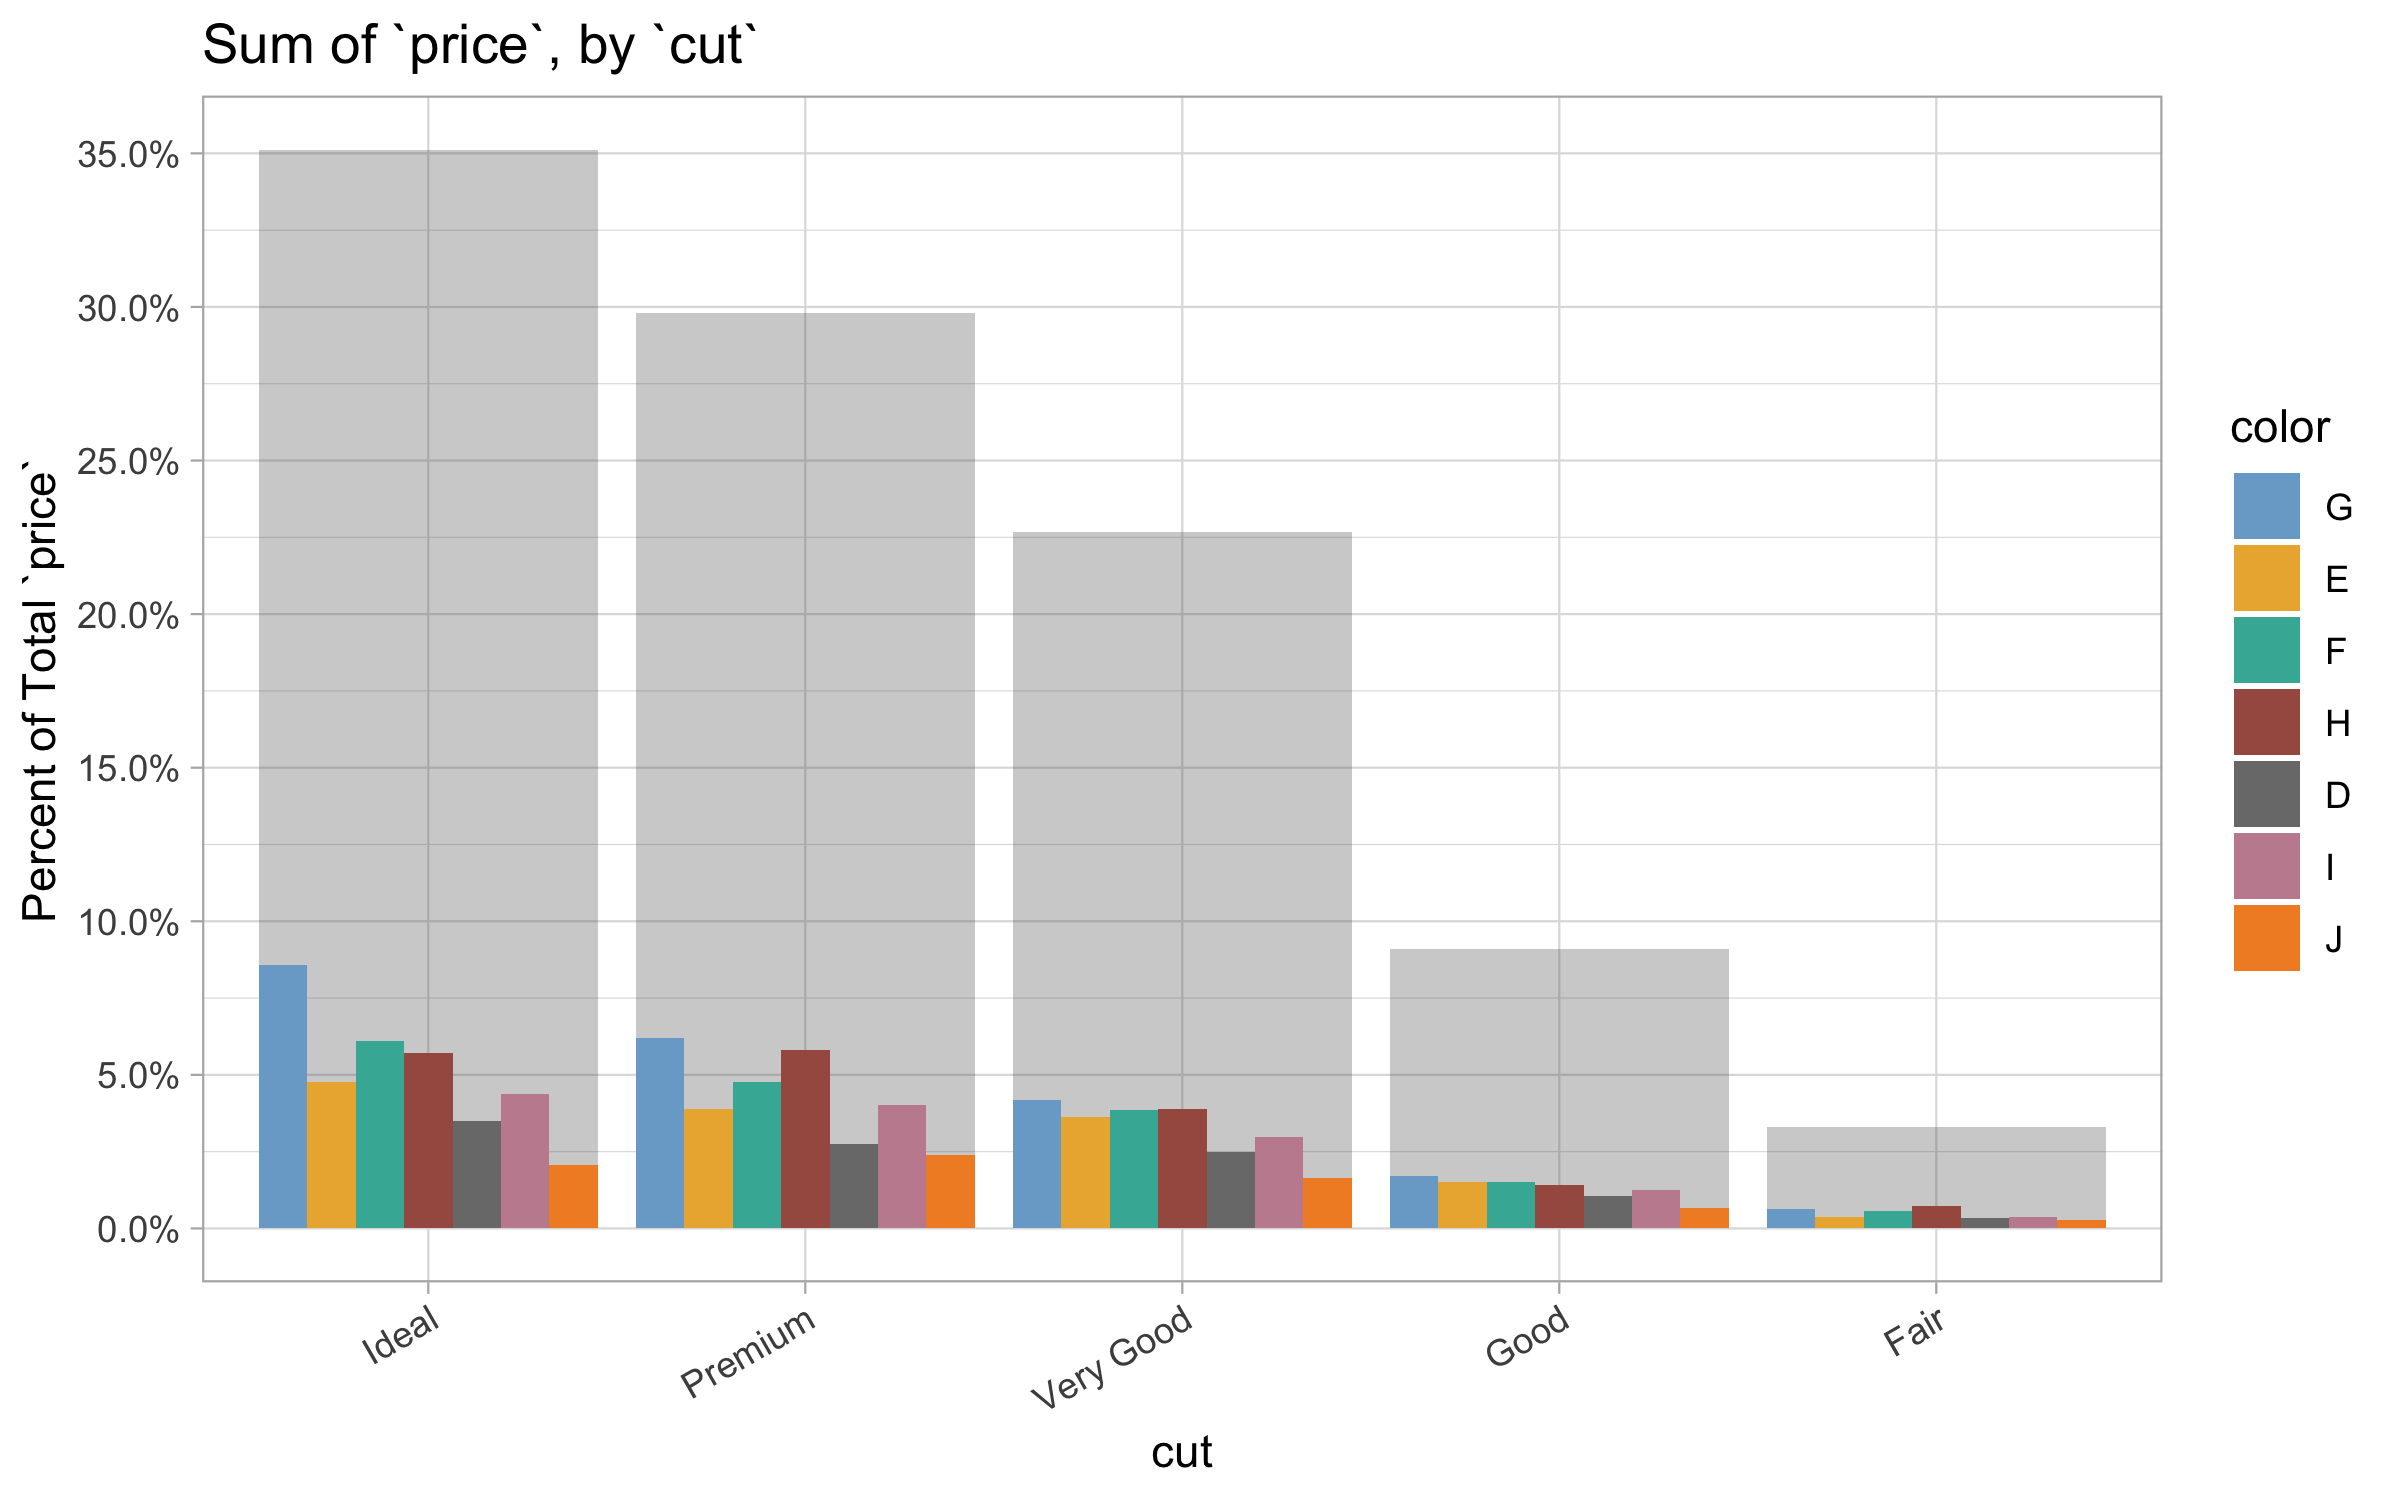 Sum of `price`, by `cut`
Percent of Total `price`
35.0%
30.0%
25.0%
20.0%
15.0%
10.0%
5.0%
0.0%
Ideal
Premium
Very Good
Good
Fair
cut
color
G
E
F
H
D
I
J